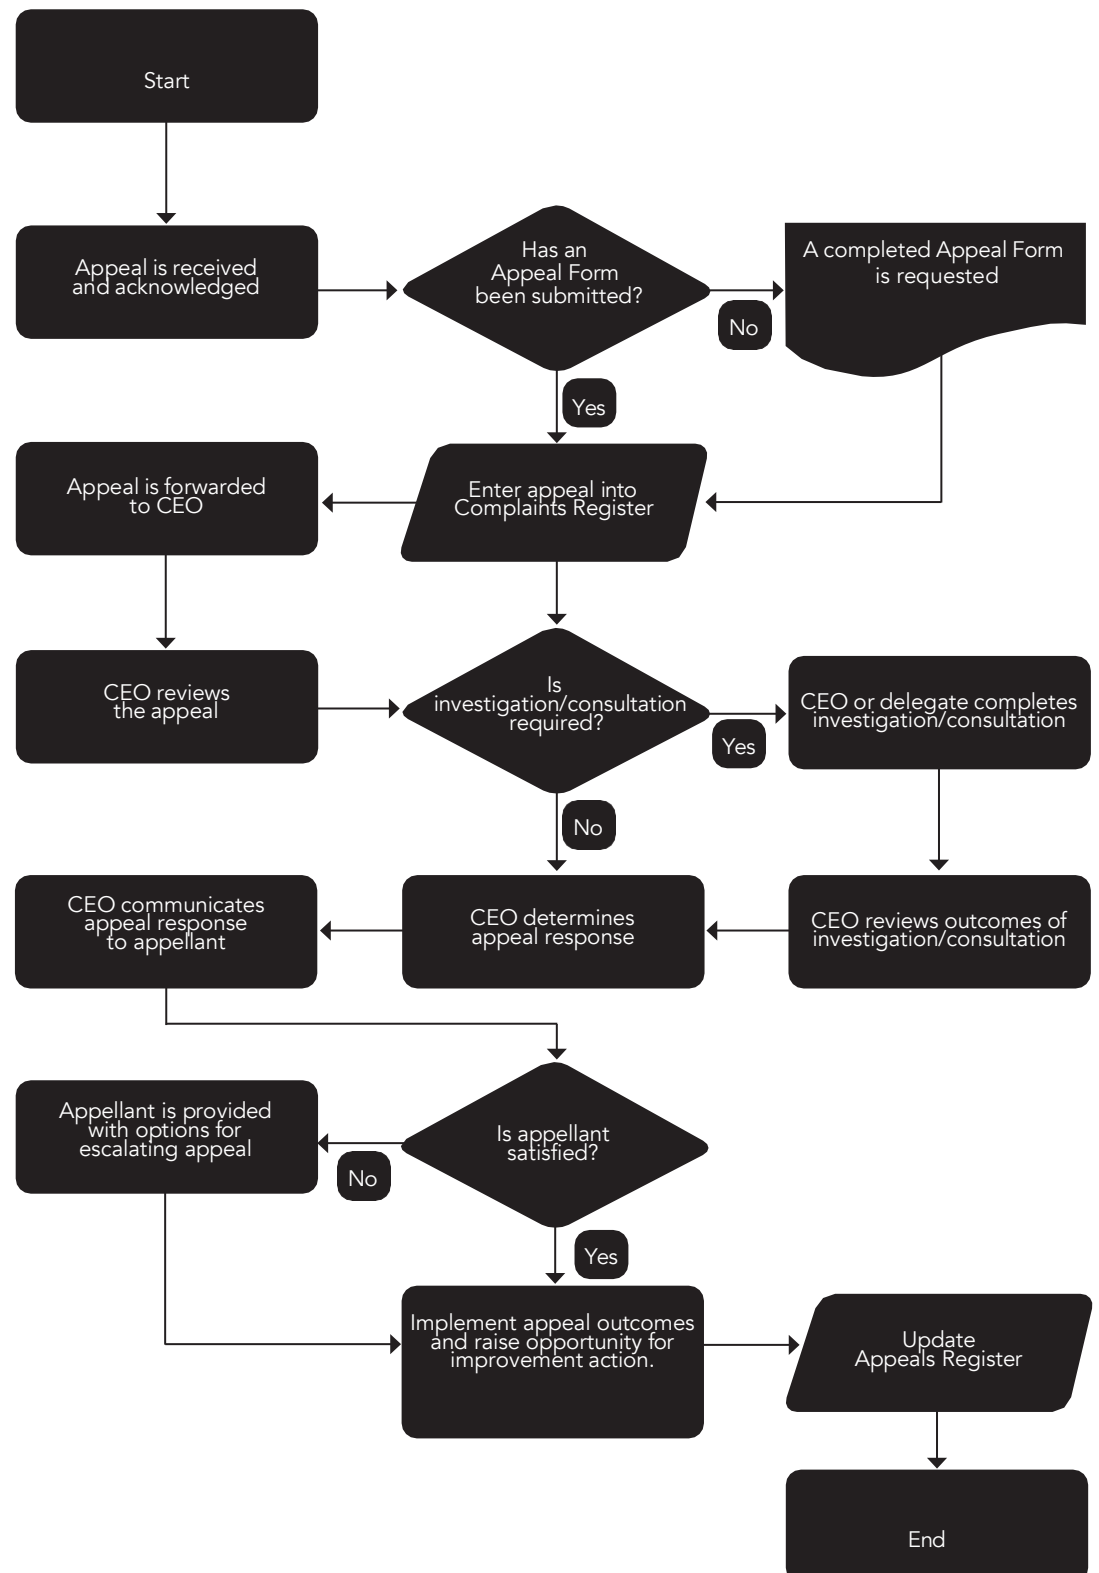 Start
Appeal is received
and acknowledged
Has an
Appeal Form
been submitted?
No
A completed Appeal Form
is requested
Yes
Appeal is forwarded
to CEO
Enter appeal into
Complaints Register
CEO reviews
the appeal
Is
investigation/consultation
required?
Yes
CEO or delegate completes
investigation/consultation
No
CEO communicates
appeal response
to appellant
CEO determines
appeal response
CEO reviews outcomes of
investigation/consultation
Appellant is provided
with options for
escalating appeal
No
Is appellant
satisfied?
Yes
Implement appeal outcomes
and raise opportunity for
improvement action.
Update
Appeals Register
End